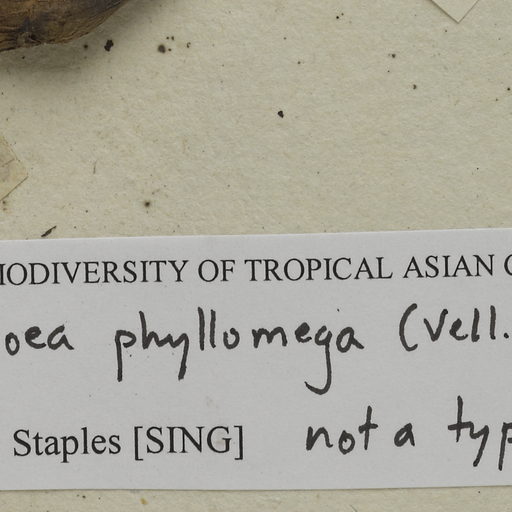 IODIVERSITY OF TROPICAL ASIAN C
oea phyllomega (Vell.
Staples [SING] not a typ